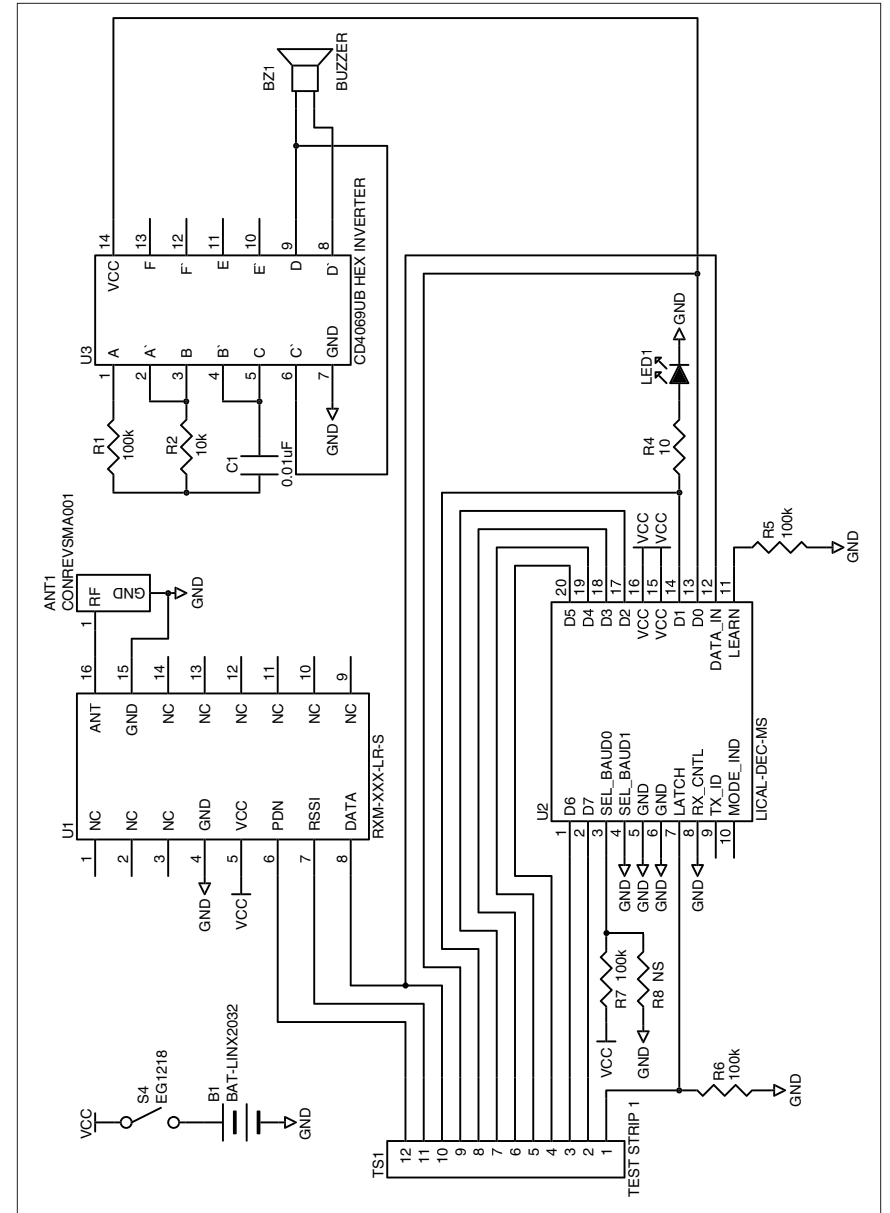 BZ1
BUZZER
U3
VCC
14
F
13
F`
12
E
11
E`
10
D
9
D`
8
A
1
A`
2
B
3
B`
4
C
5
C`
6
GND
7
CD4069UB HEX INVERTER
R1
100k
R2
10k
C1
0.01uF
GND
ANT1
CONREVSMA001
RF
GND
1
GND
U1
ANT
16
GND
15
NC
14
NC
13
NC
12
NC
11
NC
10
NC
9
NC
1
NC
2
NC
3
GND
4
VCC
5
PDN
6
RSSI
7
DATA
8
RXM-XXX-LR-S
GND
VCC
LED1
GND
R4
10
VCC
VCC
R5
100k
GND
U2
D5
20
D4
19
D3
18
D2
17
VCC
16
VCC
15
D1
14
D0
13
DATA_IN
12
LEARN
11
D6
1
D7
2
SEL_BAUD0
3
SEL_BAUD1
4
GND
5
GND
6
LATCH
7
RX_CNTL
8
TX_ID
9
MODE_IND
10
LICAL-DEC-MS
GND
GND
GND
GND
R7 100k
R8 NS
VCC
GND
R6
100k
GND
VCC
S4
EG1218
B1
BAT-LINX2032
GND
TS1
12
11
10
9
8
7
6
5
4
3
2
1
TEST STRIP 1